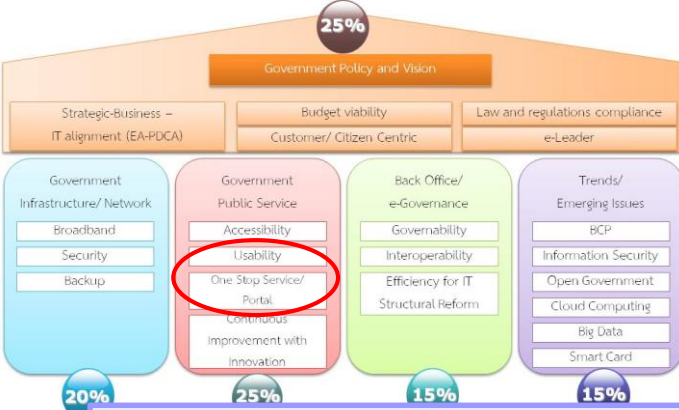 25%
Government Policy and Vision
Strategic-Business –
IT alignment (EA-PDCA)
Budget viability
Customer/ Citizen Centric
Law and regulations compliance
e-Leader
Government
Infrastructure/ Network
Broadband
Security
Backup
20%
Government
Public Service
Accessibility
Usability
One Stop Service/
Portal
Continuous
Improvement with
Innovation
25%
Back Office/
e-Governance
Governability
Interoperability
Efficiency for IT
Structural Reform
15%
Trends/
Emerging Issues
BCP
Information Security
Open Government
Cloud Computing
Big Data
Smart Card
15%